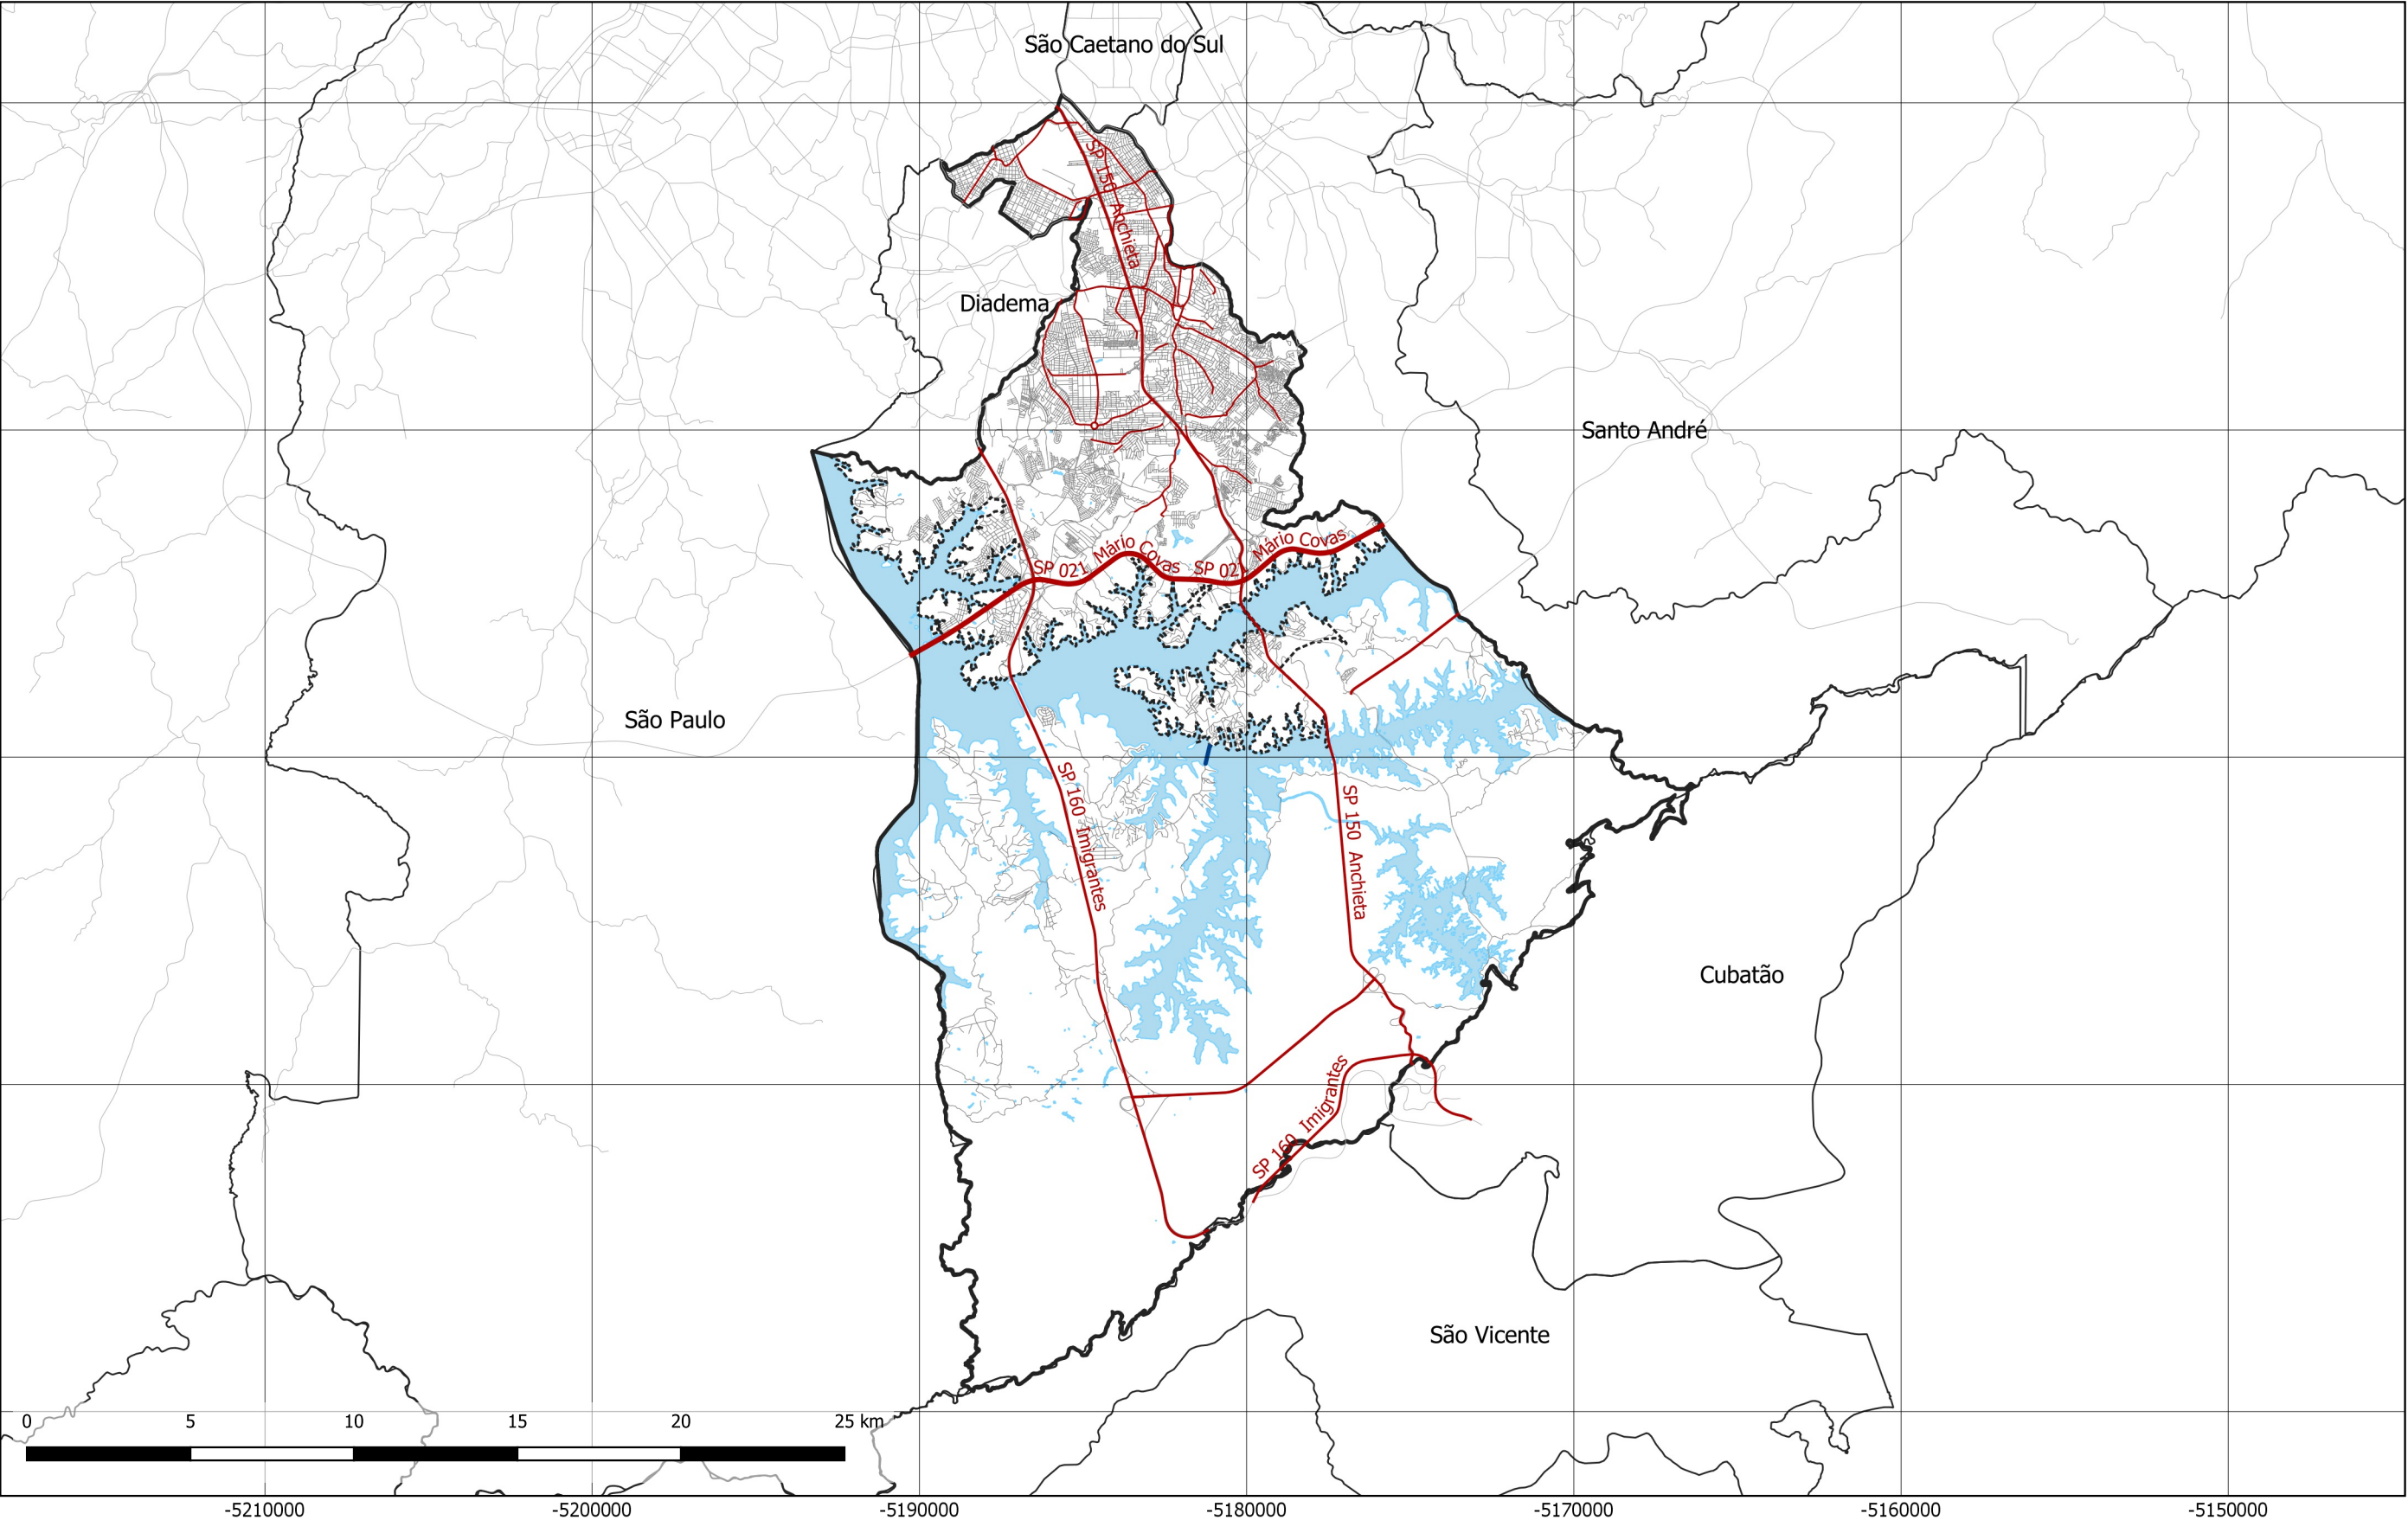 São Caetano do Sul
SP 150 Anchieta
Diadema
Santo André
SP 021 Mário Covas SP 021 Mário Covas
São Paulo
SP 160 Imigrantes
SP 150 Anchieta
Cubatão
SP 160 Imigrantes
São Vicente
0 5 10 15 20 25 km
-5210000 -5200000 -5190000 -5180000 -5170000 -5160000 -5150000